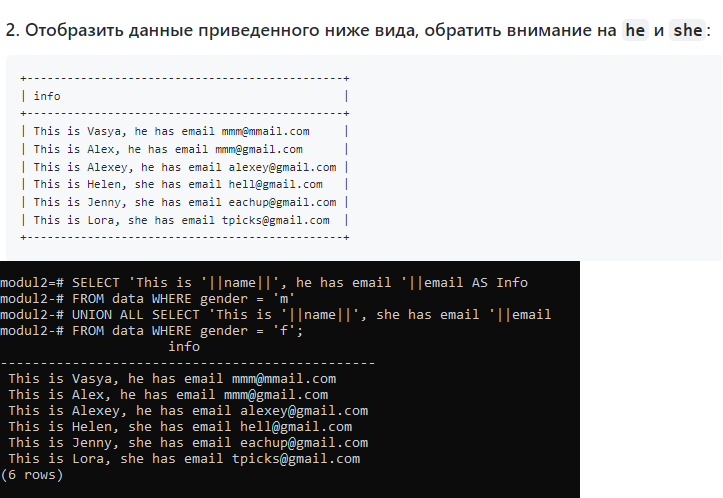 2. Отобразить данные приведенного ниже вида, обратить внимание на he и she:
+------------------------------------------------+
| info                                           |
+------------------------------------------------+
| This is Vasya, he has email mmm@mmail.com      |
| This is Alex, he has email mmm@gmail.com       |
| This is Alexey, he has email alexey@gmail.com |
| This is Helen, she has email hell@gmail.com    |
| This is Jenny, she has email eachup@gmail.com |
| This is Lora, she has email tpicks@gmail.com  |
+------------------------------------------------+
modul2=# SELECT 'This is '||name||', he has email '||email AS Info
modul2-# FROM data WHERE gender = 'm'
modul2-# UNION ALL SELECT 'This is '||name||', she has email '||email
modul2-# FROM data WHERE gender = 'f';
info
-----------------------------------------------
This is Vasya, he has email mmm@mmail.com
This is Alex, he has email mmm@gmail.com
This is Alexey, he has email alexey@gmail.com
This is Helen, she has email hell@gmail.com
This is Jenny, she has email eachup@gmail.com
This is Lora, she has email tpicks@gmail.com
(6 rows)